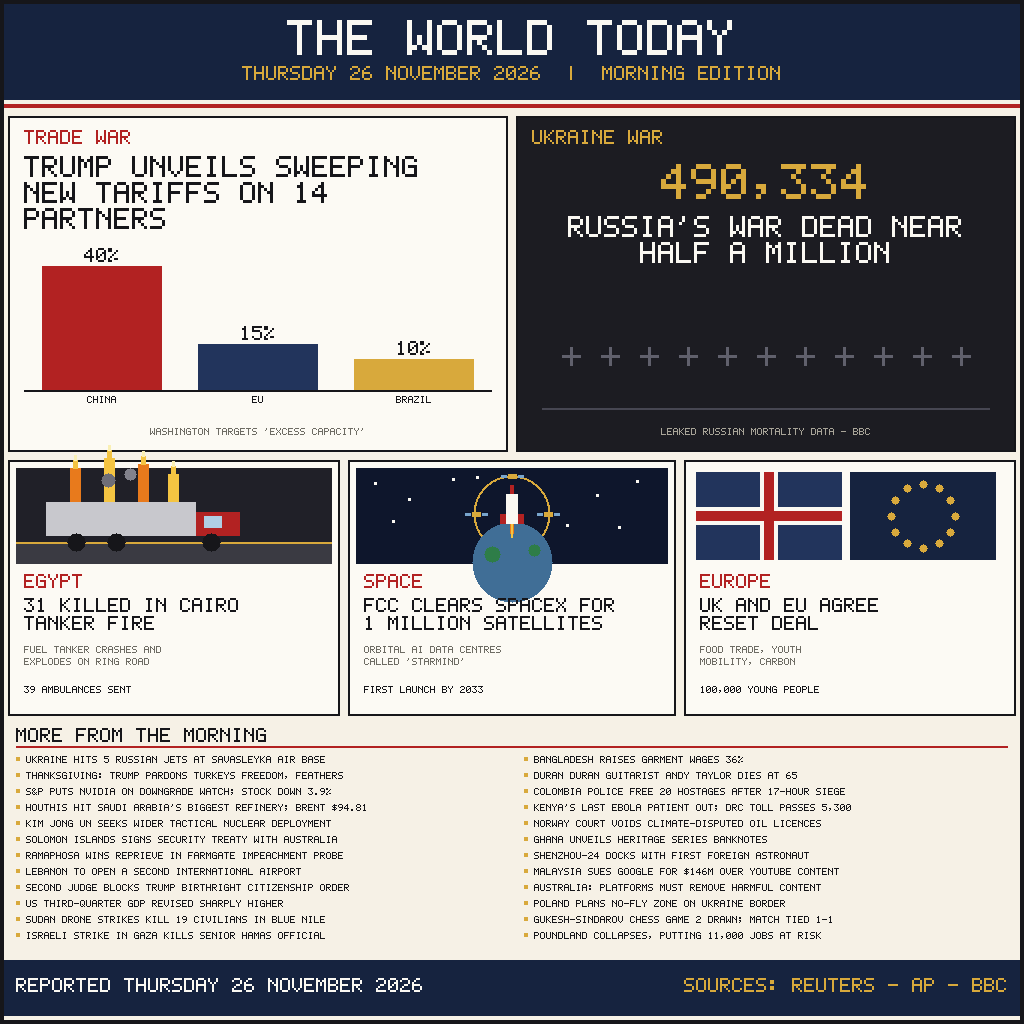 THE WORLD TODAY
THURSDAY 26 NOVEMBER 2026 | MORNING EDITION
TRADE WAR
TRUMP UNVEILS SWEEPING
NEW TARIFFS ON 14
PARTNERS
40%
15%
10%
CHINA
EU
BRAZIL
WASHINGTON TARGETS 'EXCESS CAPACITY'
UKRAINE WAR
490,334
RUSSIA'S WAR DEAD NEAR
HALF A MILLION
LEAKED RUSSIAN MORTALITY DATA - BBC
EGYPT
31 KILLED IN CAIRO
TANKER FIRE
FUEL TANKER CRASHES AND
EXPLODES ON RING ROAD
39 AMBULANCES SENT
SPACE
FCC CLEARS SPACEX FOR
1 MILLION SATELLITES
ORBITAL AI DATA CENTRES
CALLED 'STARMIND'
FIRST LAUNCH BY 2033
EUROPE
UK AND EU AGREE
RESET DEAL
FOOD TRADE, YOUTH
MOBILITY, CARBON
100,000 YOUNG PEOPLE
MORE FROM THE MORNING
UKRAINE HITS 5 RUSSIAN JETS AT SAVASLEYKA AIR BASE
THANKSGIVING: TRUMP PARDONS TURKEYS FREEDOM, FEATHERS
S&P PUTS NVIDIA ON DOWNGRADE WATCH; STOCK DOWN 3.9%
HOUTHIS HIT SAUDI ARABIA'S BIGGEST REFINERY; BRENT $94.81
KIM JONG UN SEEKS WIDER TACTICAL NUCLEAR DEPLOYMENT
SOLOMON ISLANDS SIGNS SECURITY TREATY WITH AUSTRALIA
RAMAPHOSA WINS REPRIEVE IN FARMGATE IMPEACHMENT PROBE
LEBANON TO OPEN A SECOND INTERNATIONAL AIRPORT
SECOND JUDGE BLOCKS TRUMP BIRTHRIGHT CITIZENSHIP ORDER
US THIRD-QUARTER GDP REVISED SHARPLY HIGHER
SUDAN DRONE STRIKES KILL 19 CIVILIANS IN BLUE NILE
ISRAELI STRIKE IN GAZA KILLS SENIOR HAMAS OFFICIAL
BANGLADESH RAISES GARMENT WAGES 36%
DURAN DURAN GUITARIST ANDY TAYLOR DIES AT 65
COLOMBIA POLICE FREE 20 HOSTAGES AFTER 17-HOUR SIEGE
KENYA'S LAST EBOLA PATIENT OUT; DRC TOLL PASSES 5,300
NORWAY COURT VOIDS CLIMATE-DISPUTED OIL LICENCES
GHANA UNVEILS HERITAGE SERIES BANKNOTES
SHENZHOU-24 DOCKS WITH FIRST FOREIGN ASTRONAUT
MALAYSIA SUES GOOGLE FOR $146M OVER YOUTUBE CONTENT
AUSTRALIA: PLATFORMS MUST REMOVE HARMFUL CONTENT
POLAND PLANS NO-FLY ZONE ON UKRAINE BORDER
GUKESH-SINDAROV CHESS GAME 2 DRAWN; MATCH TIED 1-1
POUNDLAND COLLAPSES, PUTTING 11,000 JOBS AT RISK
REPORTED THURSDAY 26 NOVEMBER 2026
SOURCES: REUTERS - AP - BBC